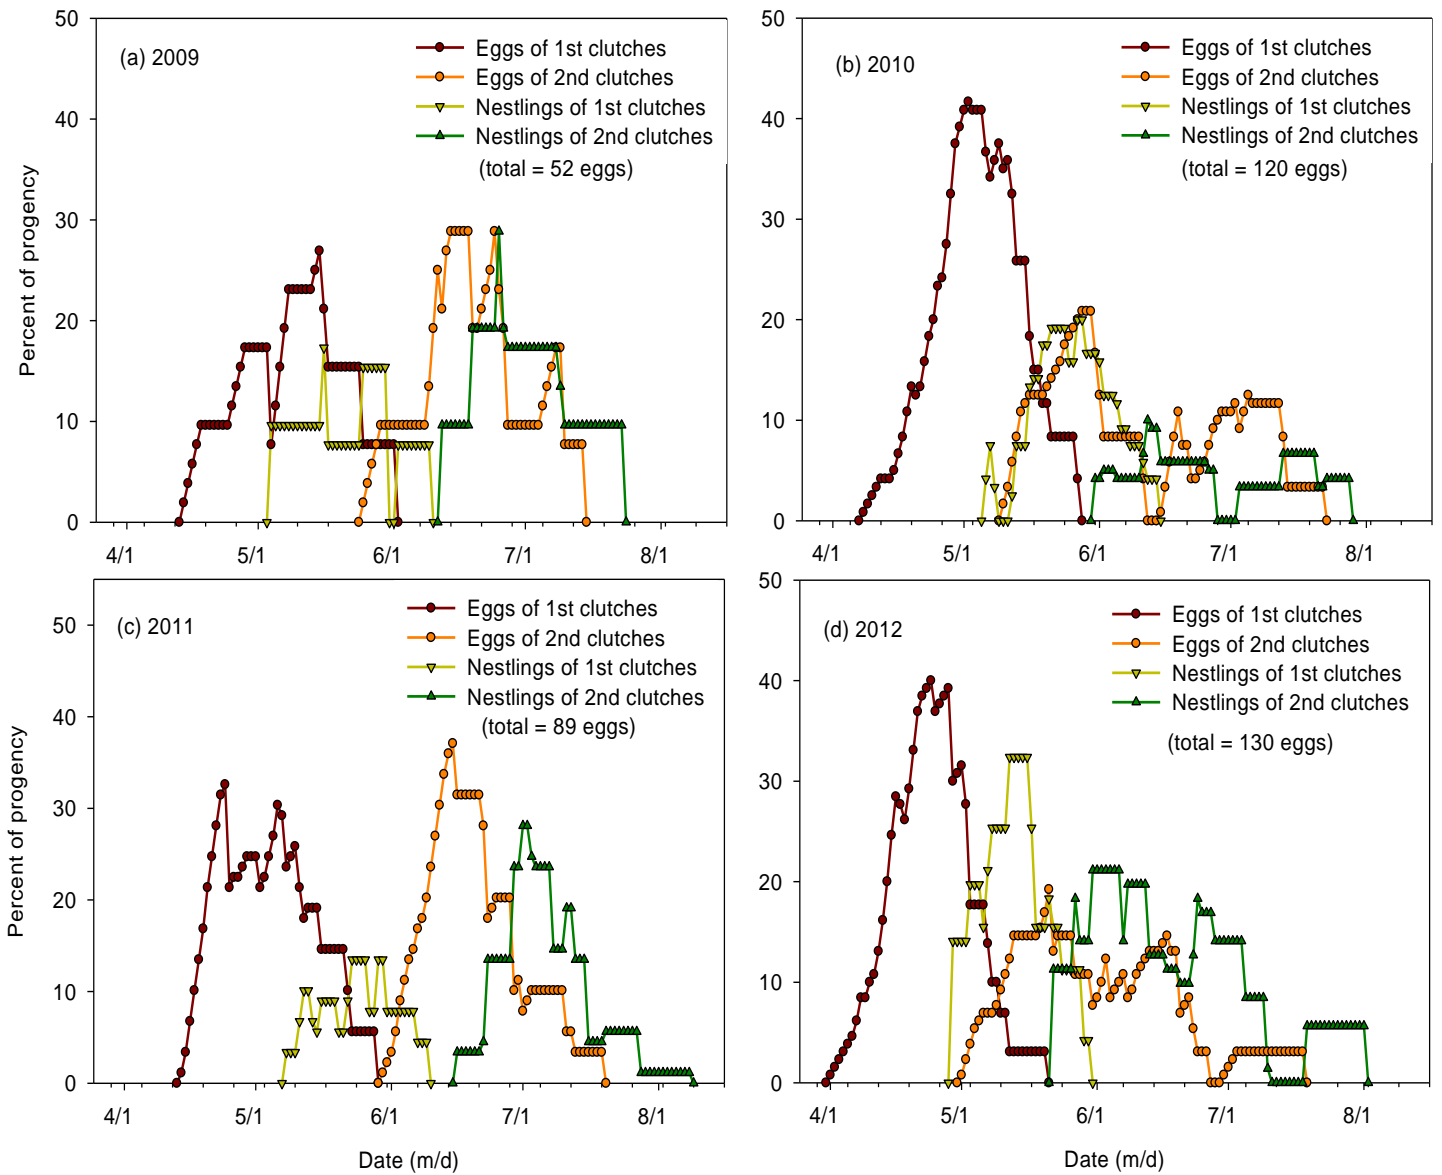 (a) 2009
Eggs of 1st clutches
Eggs of 2nd clutches
Nestlings of 1st clutches
Nestlings of 2nd clutches
(total = 52 eggs)
Percent of progency
50
40
30
20
10
0
4/1 5/1 6/1 7/1 8/1
(b) 2010
Eggs of 1st clutches
Eggs of 2nd clutches
Nestlings of 1st clutches
Nestlings of 2nd clutches
(total = 120 eggs)
50
40
30
20
10
0
4/1 5/1 6/1 7/1 8/1
(c) 2011
Eggs of 1st clutches
Eggs of 2nd clutches
Nestlings of 1st clutches
Nestlings of 2nd clutches
(total = 89 eggs)
Percent of progency
50
40
30
20
10
0
4/1 5/1 6/1 7/1 8/1
Date (m/d)
(d) 2012
Eggs of 1st clutches
Eggs of 2nd clutches
Nestlings of 1st clutches
Nestlings of 2nd clutches
(total = 130 eggs)
50
40
30
20
10
0
4/1 5/1 6/1 7/1 8/1
Date (m/d)